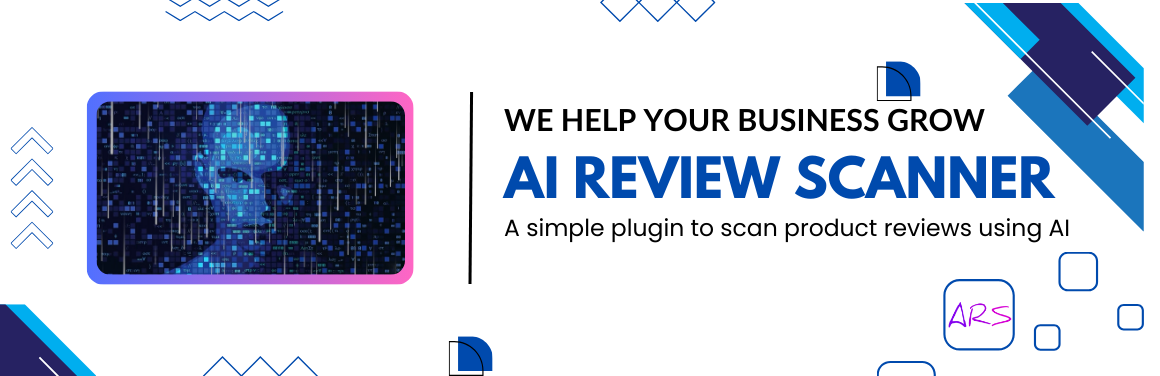 WE HELP YOUR BUSINESS GROW
AI REVIEW SCANNER
A simple plugin to scan product reviews using AI
ARS